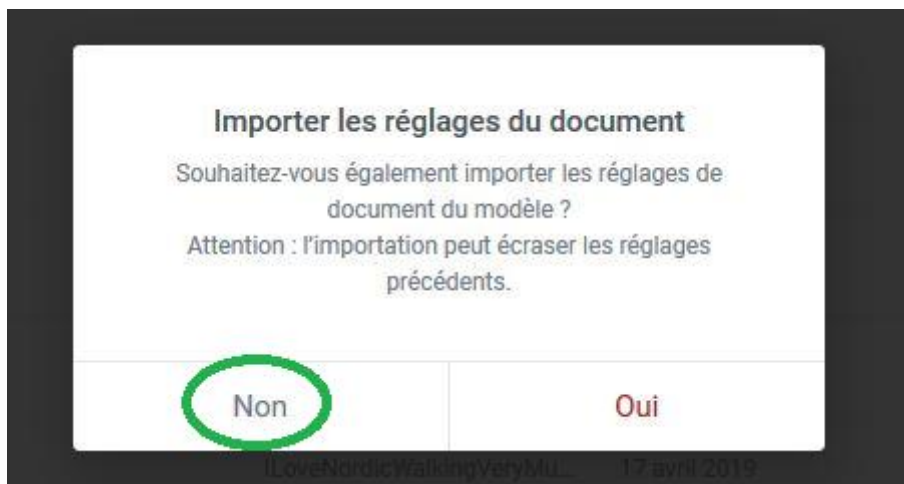 Importer les réglages du document
Souhaitez-vous également importer les réglages de
document du modèle ?
Attention : l'importation peut écraser les réglages
précédents.
Non Oui
ILoveNordicWalkingVeryMu... 17 avril 2019